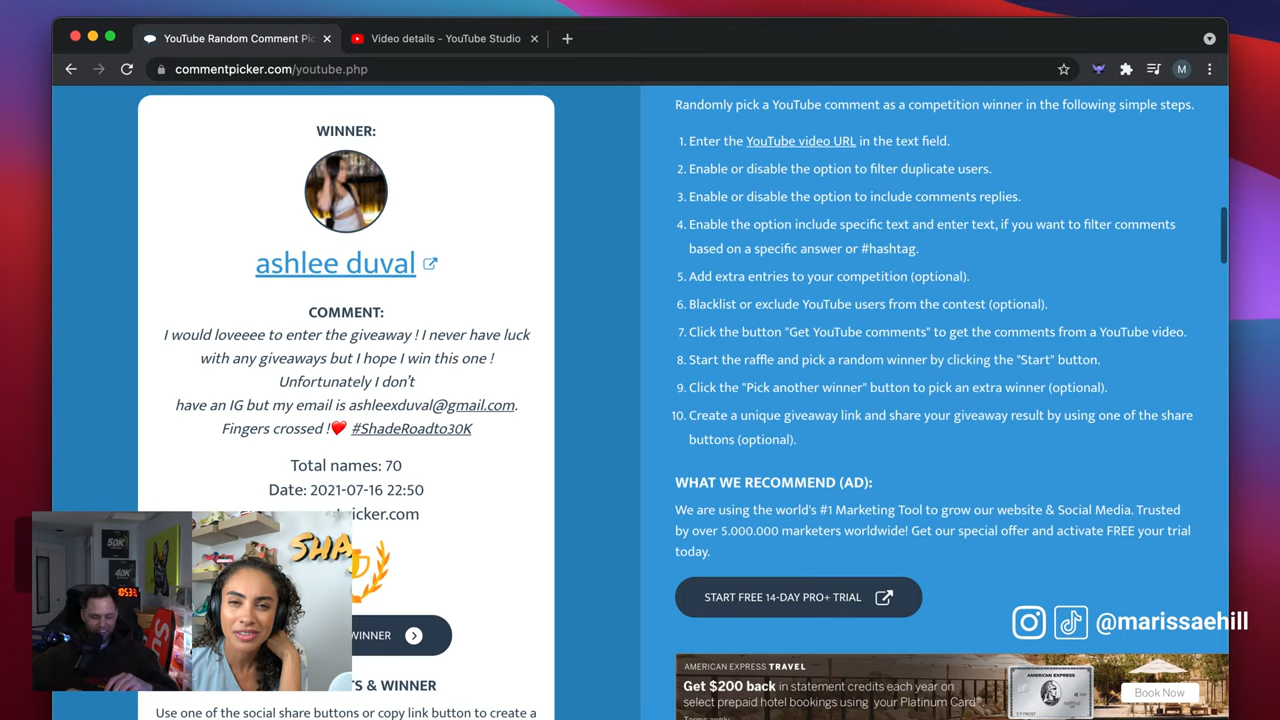 YouTube Random Comment Pic
Video details - YouTube Studio
commentpicker.com/youtube.php
M
WINNER:
ashlee duval
COMMENT:
I would loveeee to enter the giveaway ! I never have luck
with any giveaways but I hope I win this one !
Unfortunately I don't
have an IG but my email is ashleexduval@gmail.com.
Fingers crossed !❤️ #ShadeRoadto30K
Total names: 70
Date: 2021-07-16 22:50
picker.com
WINNER
TS & WINNER
Use one of the social share buttons or copy link button to create a
Randomly pick a YouTube comment as a competition winner in the following simple steps.
1. Enter the YouTube video URL in the text field.
2. Enable or disable the option to filter duplicate users.
3. Enable or disable the option to include comments replies.
4. Enable the option include specific text and enter text, if you want to filter comments
based on a specific answer or #hashtag.
5. Add extra entries to your competition (optional).
6. Blacklist or exclude YouTube users from the contest (optional).
7. Click the button "Get YouTube comments" to get the comments from a YouTube video.
8. Start the raffle and pick a random winner by clicking the "Start" button.
9. Click the "Pick another winner" button to pick an extra winner (optional).
10. Create a unique giveaway link and share your giveaway result by using one of the share
buttons (optional).
WHAT WE RECOMMEND (AD):
We are using the world's #1 Marketing Tool to grow our website & Social Media. Trusted
by over 5.000.000 marketers worldwide! Get our special offer and activate FREE your trial
today.
START FREE 14-DAY PRO+ TRIAL
@marissaehill
AMERICAN EXPRESS TRAVEL
Get $200 back in statement credits each year on
select prepaid hotel bookings using your Platinum Card®.
Terms apply
AMERICAN EXPRESS
C F FROST
Book Now
50K
40K
SHA